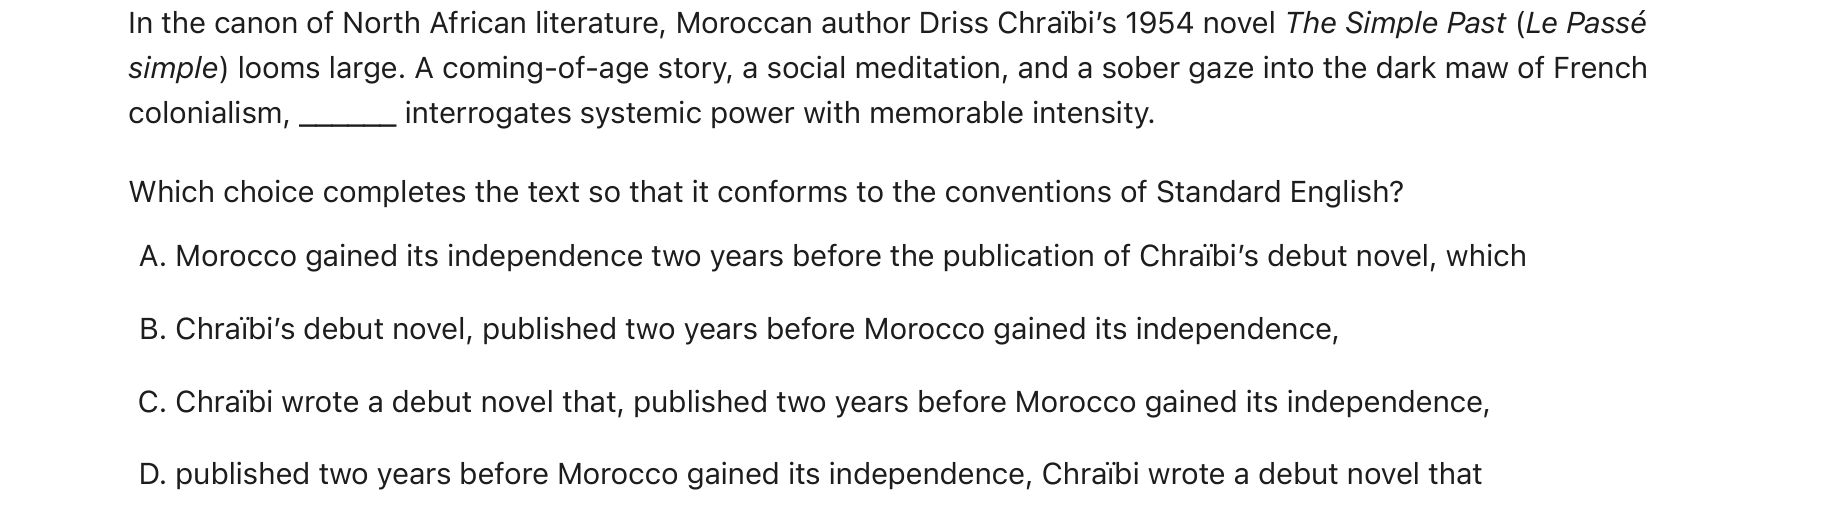 In the canon of North African literature, Moroccan author Driss Chraïbi’s 1954 novel The Simple Past (Le Passé
simple) looms large. A coming-of-age story, a social meditation, and a sober gaze into the dark maw of French
colonialism, ______ interrogates systemic power with memorable intensity.
Which choice completes the text so that it conforms to the conventions of Standard English?
A. Morocco gained its independence two years before the publication of Chraïbi’s debut novel, which
B. Chraïbi’s debut novel, published two years before Morocco gained its independence,
C. Chraïbi wrote a debut novel that, published two years before Morocco gained its independence,
D. published two years before Morocco gained its independence, Chraïbi wrote a debut novel that